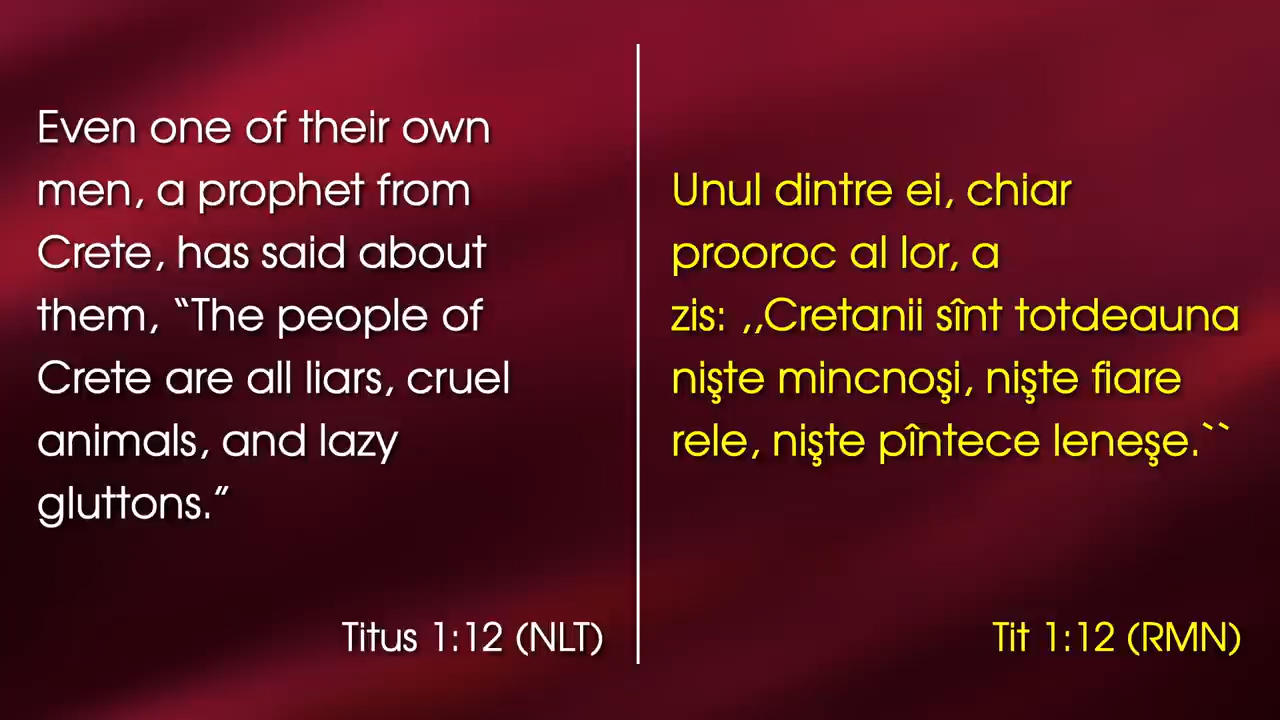 Even one of their own
men, a prophet from
Crete, has said about
them, “The people of
Crete are all liars, cruel
animals, and lazy
gluttons.”
Titus 1:12 (NLT)
Unul dintre ei, chiar
prooroc al lor, a
zis: ,,Cretanii sînt totdeauna
nişte mincnoşi, nişte fiare
rele, nişte pîntece leneşe.``
Tit 1:12 (RMN)